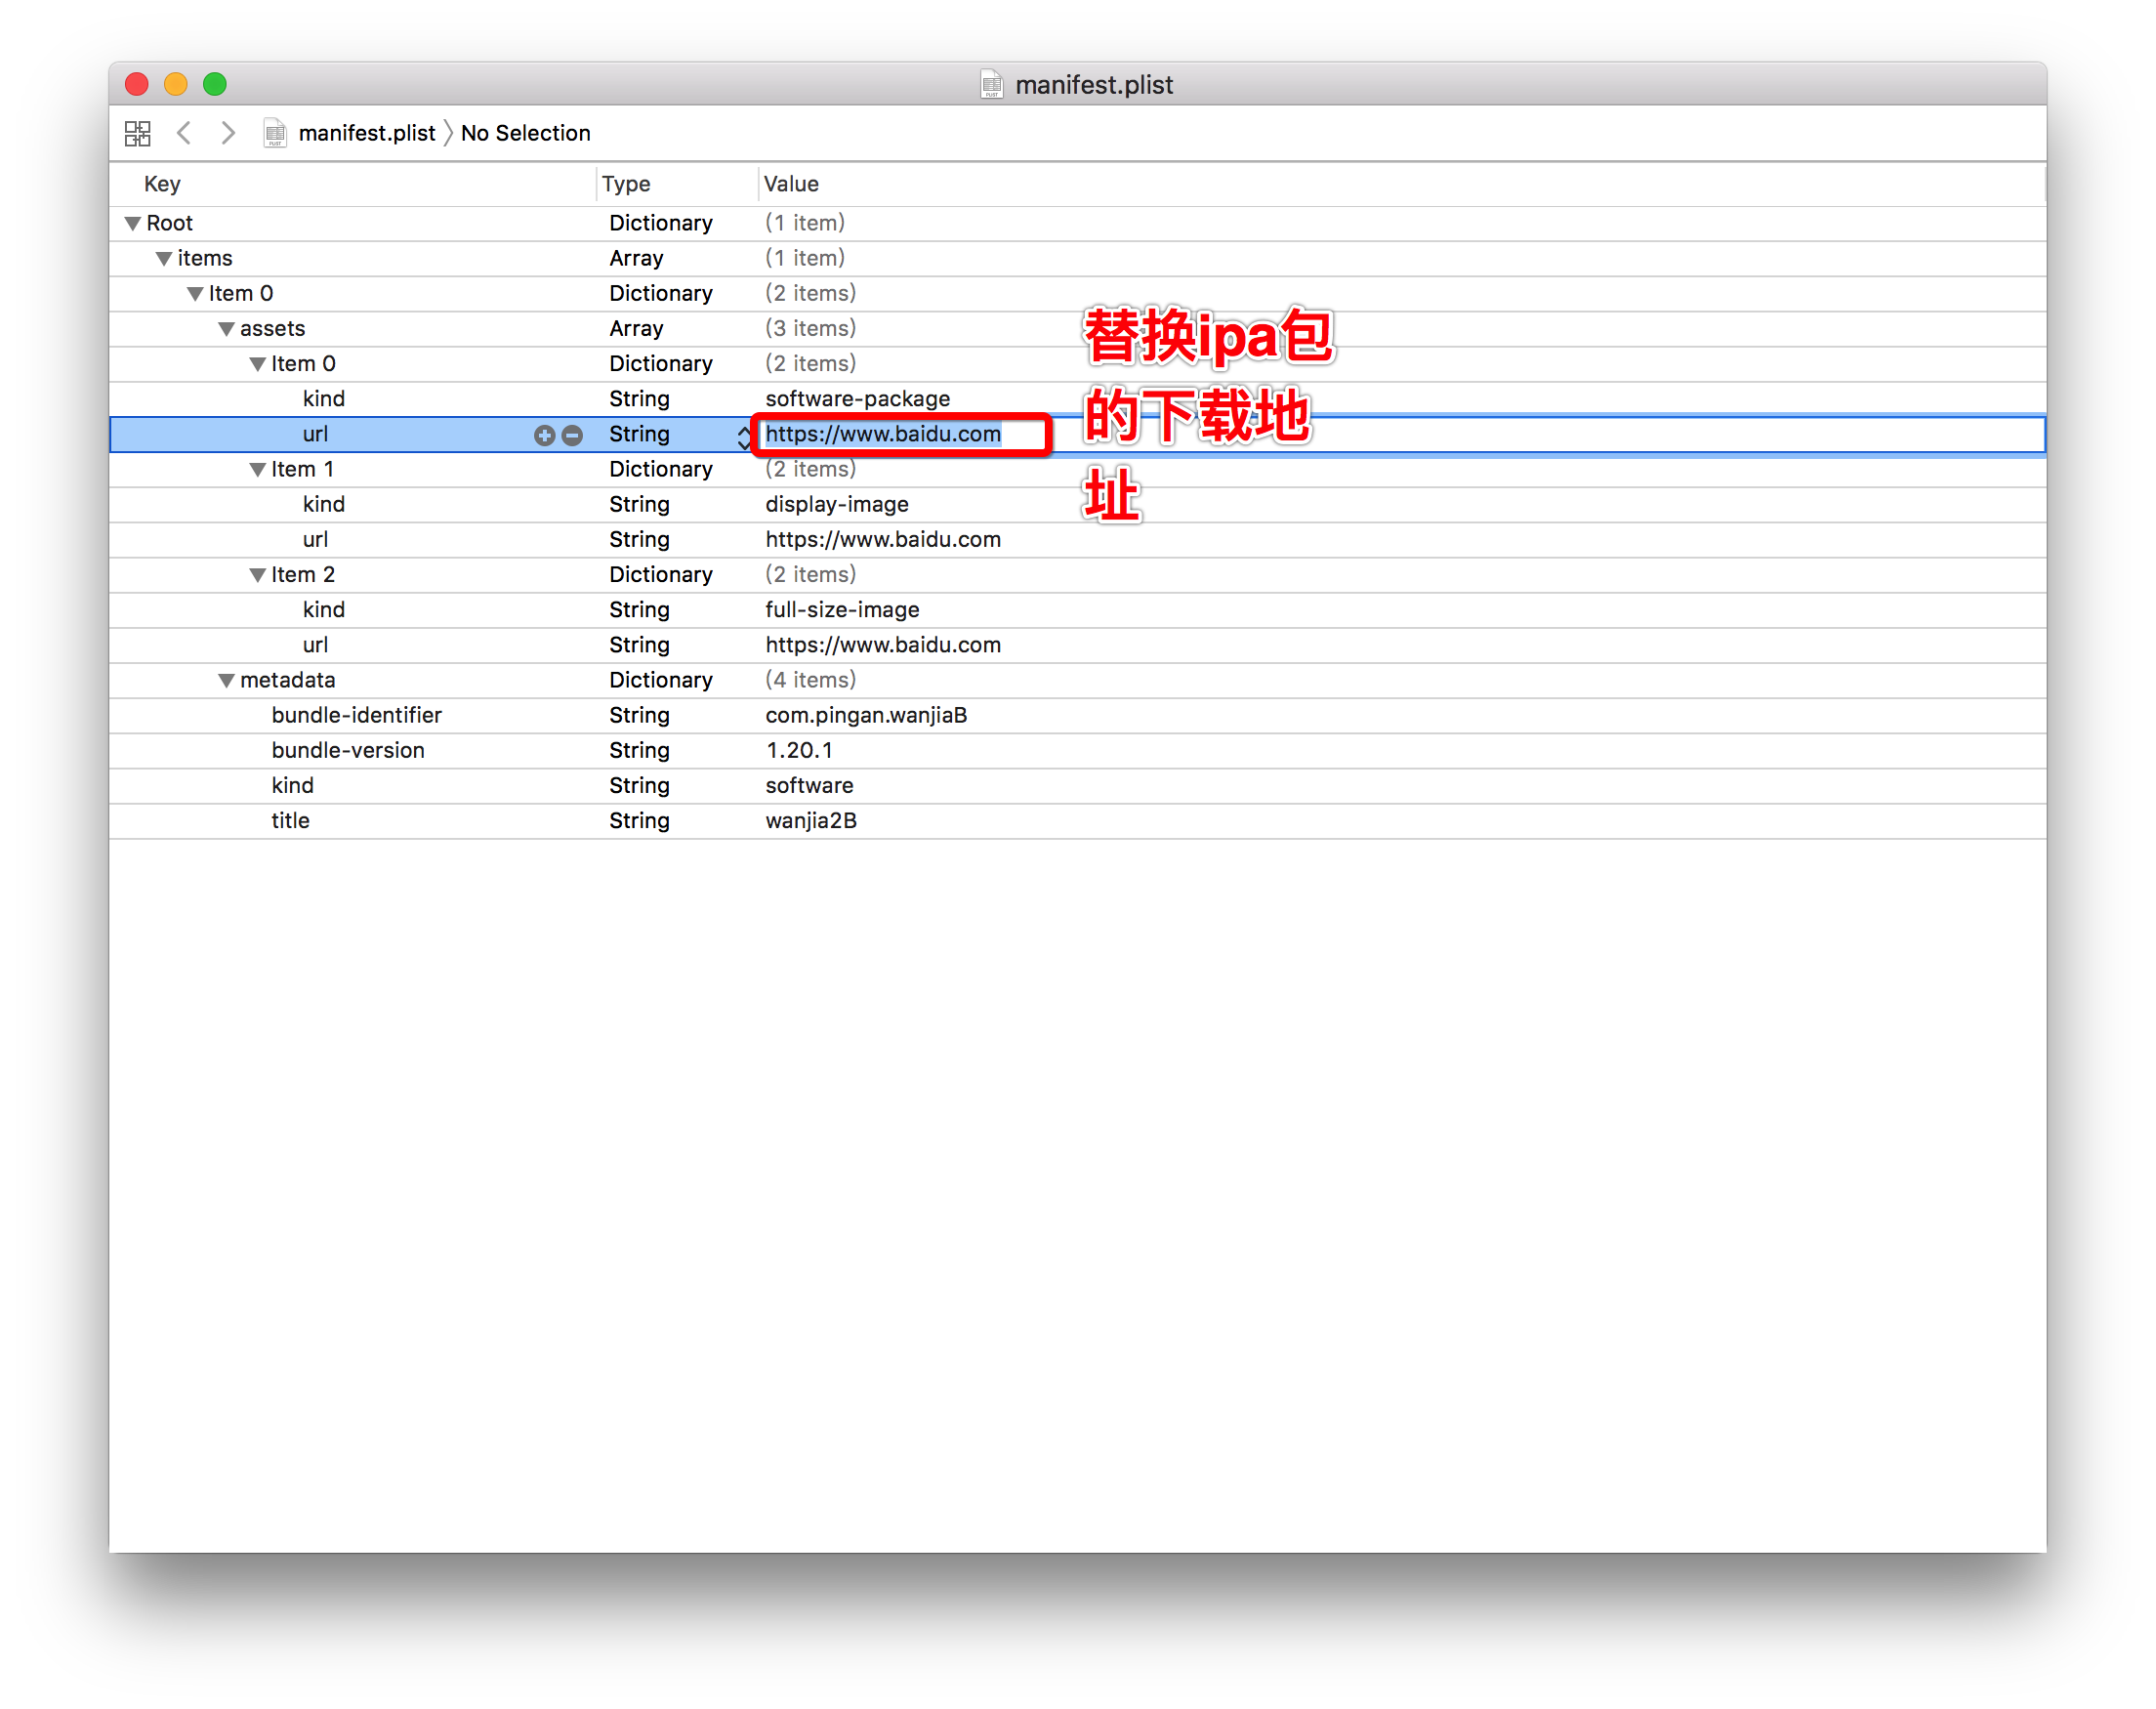 manifest.plist
manifest.plist 〉No Selection
Key Type Value
Root Dictionary (1 item)
items Array (1 item)
Item 0 Dictionary (2 items)
assets Array (3 items)
Item 0 Dictionary (2 items)
kind String software-package
url String https://www.baidu.com
Item 1 Dictionary (2 items)
kind String display-image
url String https://www.baidu.com
Item 2 Dictionary (2 items)
kind String full-size-image
url String https://www.baidu.com
metadata Dictionary (4 items)
bundle-identifier String com.pingan.wanjiaB
bundle-version String 1.20.1
kind String software
title String wanjia2B
替换ipa包
的下载地
址